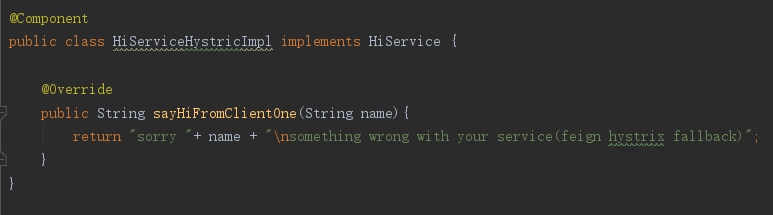 @Component
public class HiServiceHystricImpl implements HiService {
@Override
public String sayHiFromClientOne(String name){
return "sorry "+ name + "\nsomething wrong with your service(feign hystrix fallback)";
}
}